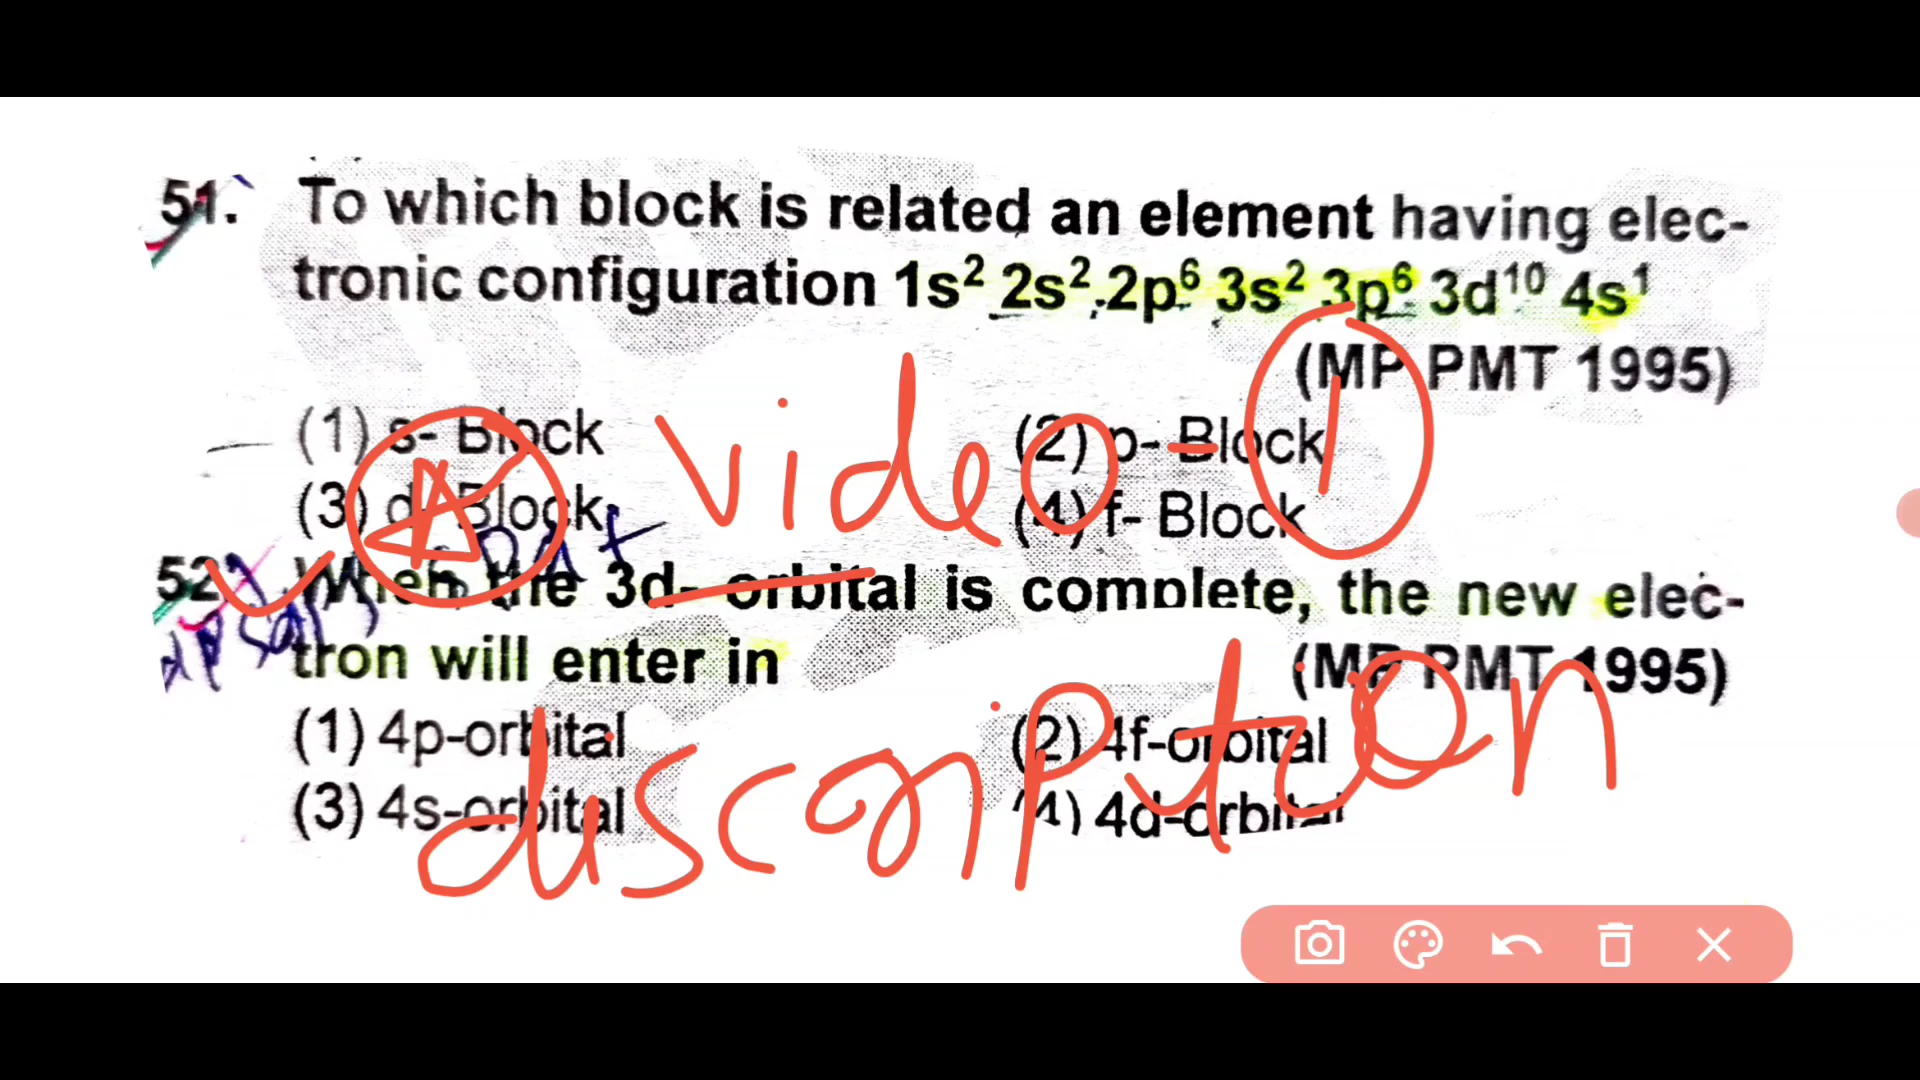 51. To which block is related an element having elec-
tronic configuration 1s² 2s² 2p⁶ 3s² 3p⁶ 3d¹⁰ 4s¹
(MP PMT 1995)
(1) s- Block (2) p- Block
(3) d- Block (4) f- Block
video 1
A
52. When the 3d- orbital is complete, the new elec-
tron will enter in (MP PMT 1995)
(1) 4p-orbital (2) 4f-orbital
(3) 4s-orbital (4) 4d-orbital
discription